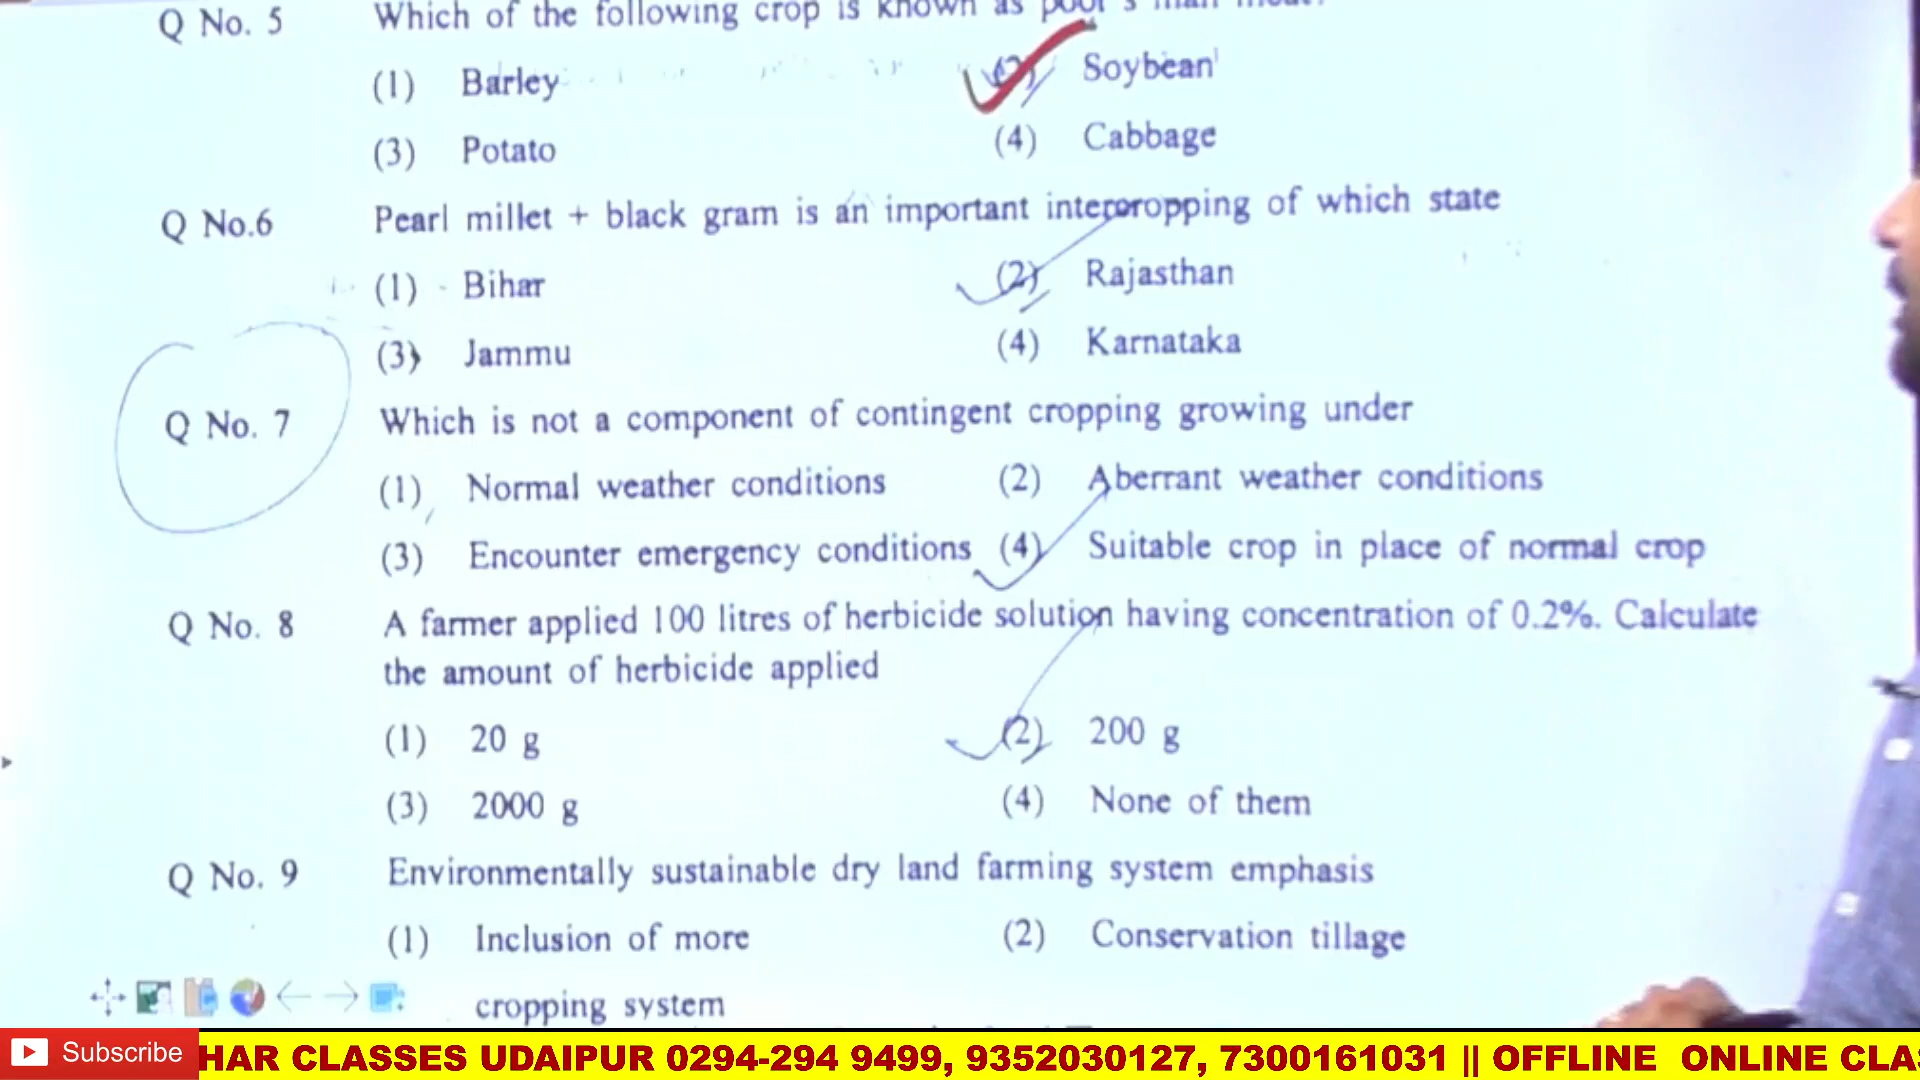 Q No. 5 Which of the following crop is known as poor's man meat?
(1) Barley (2) Soybean
(3) Potato (4) Cabbage
Q No.6 Pearl millet + black gram is an important intercropping of which state
(1) Bihar (2) Rajasthan
(3) Jammu (4) Karnataka
Q No. 7 Which is not a component of contingent cropping growing under
(1) Normal weather conditions (2) Aberrant weather conditions
(3) Encounter emergency conditions (4) Suitable crop in place of normal crop
Q No. 8 A farmer applied 100 litres of herbicide solution having concentration of 0.2%. Calculate
the amount of herbicide applied
(1) 20 g (2) 200 g
(3) 2000 g (4) None of them
Q No. 9 Environmentally sustainable dry land farming system emphasis
(1) Inclusion of more (2) Conservation tillage
cropping system
Subscribe HAR CLASSES UDAIPUR 0294-294 9499, 9352030127, 7300161031 || OFFLINE ONLINE CLA